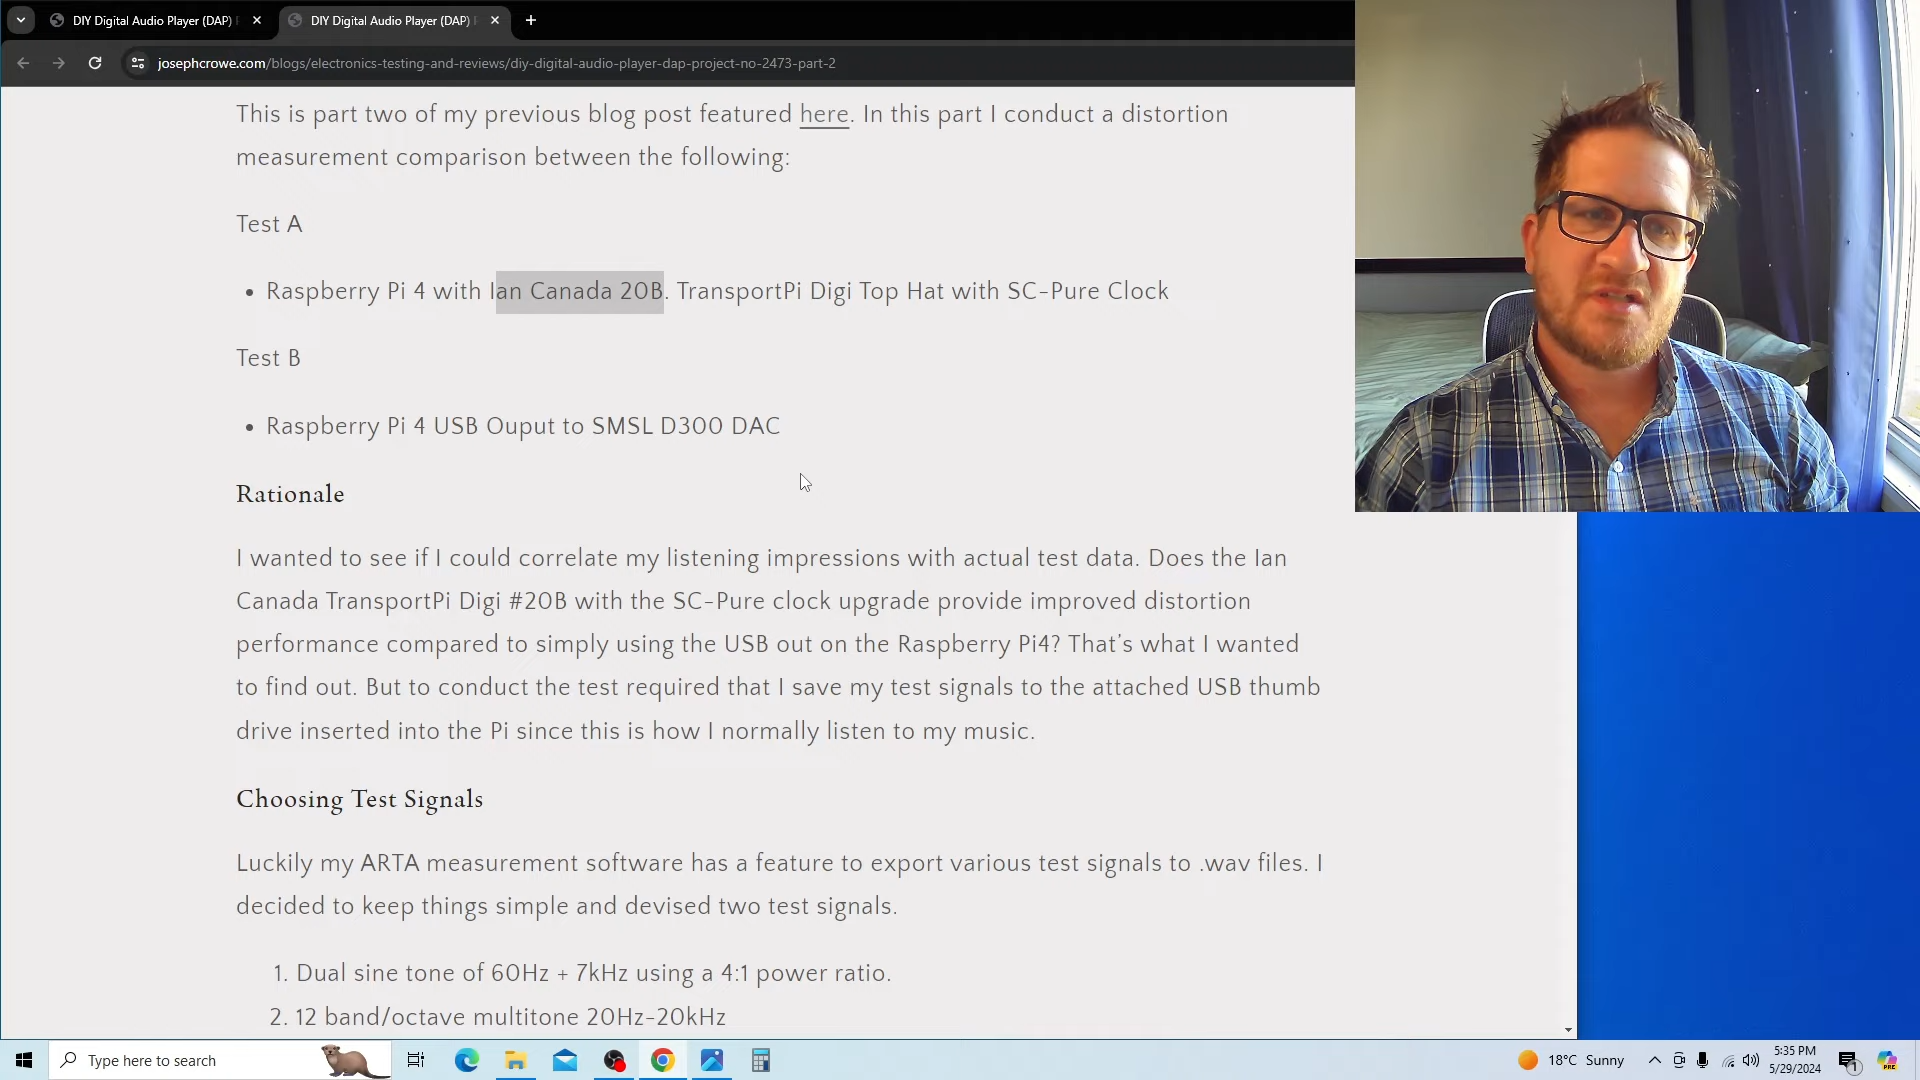 DIY Digital Audio Player (DAP)
DIY Digital Audio Player (DAP)
josephcrowe.com/blogs/electronics-testing-and-reviews/diy-digital-audio-player-dap-project-no-2473-part-2
This is part two of my previous blog post featured here. In this part I conduct a distortion
measurement comparison between the following:
Test A
• Raspberry Pi 4 with Ian Canada 20B. TransportPi Digi Top Hat with SC-Pure Clock
Test B
• Raspberry Pi 4 USB Ouput to SMSL D300 DAC
Rationale
I wanted to see if I could correlate my listening impressions with actual test data. Does the Ian
Canada TransportPi Digi #20B with the SC-Pure clock upgrade provide improved distortion
performance compared to simply using the USB out on the Raspberry Pi4? That's what I wanted
to find out. But to conduct the test required that I save my test signals to the attached USB thumb
drive inserted into the Pi since this is how I normally listen to my music.
Choosing Test Signals
Luckily my ARTA measurement software has a feature to export various test signals to .wav files. I
decided to keep things simple and devised two test signals.
1. Dual sine tone of 60Hz + 7kHz using a 4:1 power ratio.
2. 12 band/octave multitone 20Hz-20kHz
Type here to search
18°C Sunny
5:35 PM
5/29/2024
1
PRE